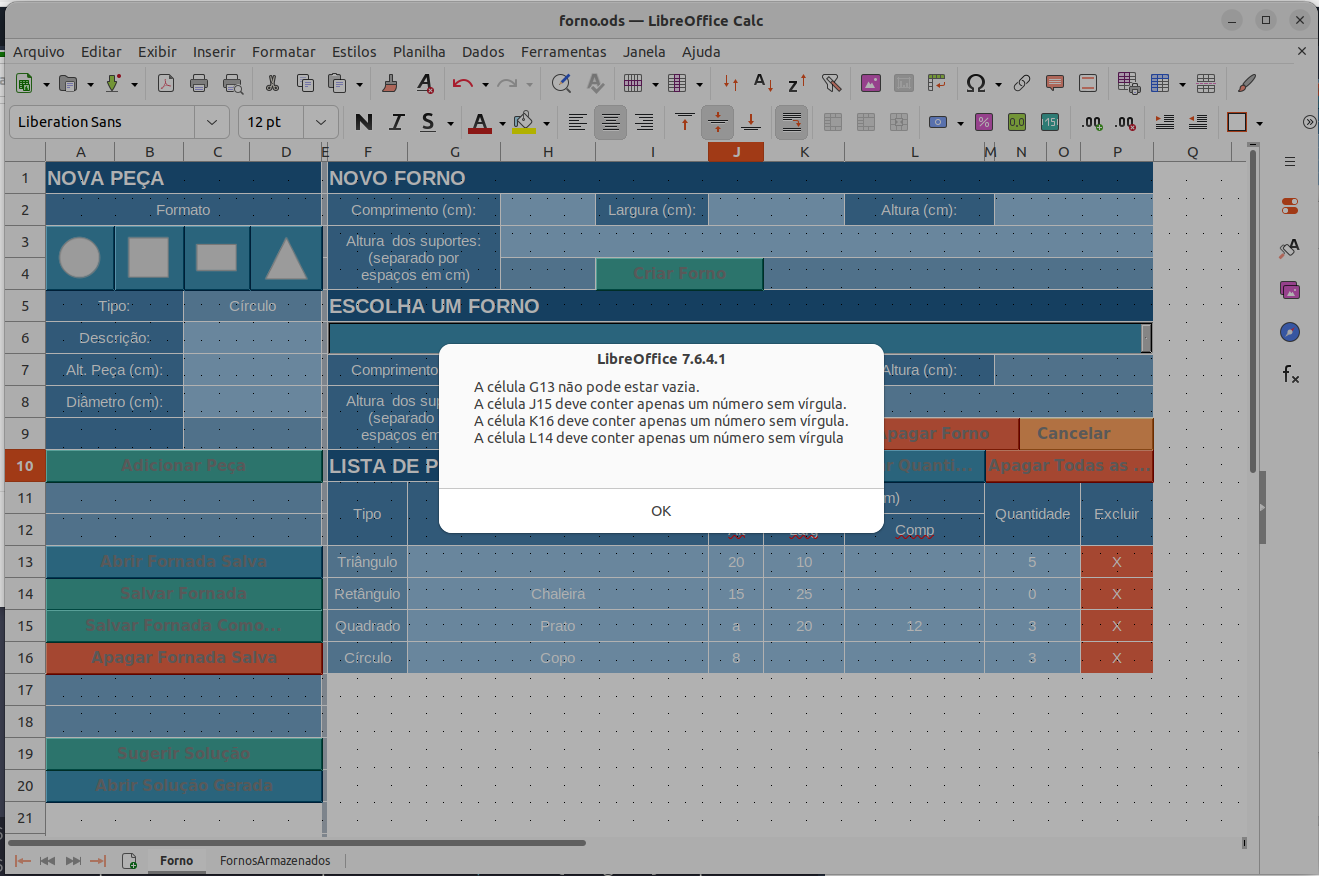 forno.ods — LibreOffice Calc
Arquivo Editar Exibir Inserir Formatar Estilos Planilha Dados Ferramentas Janela Ajuda
Liberation Sans 12 pt N I S
A B C D E F G H I J K L M N O P Q
1 NOVA PEÇA NOVO FORNO
2 Formato Comprimento (cm): Largura (cm): Altura (cm):
3 Altura dos suportes:
(separado por
4 espaços em cm) Criar Forno
5 Tipo: Círculo ESCOLHA UM FORNO
6 Descrição:
7 Alt. Peça (cm): Comprimento Altura (cm):
8 Diâmetro (cm): Altura dos sup
(separado
9 espaços em pagar Forno Cancelar
10 Adicionar Peça LISTA DE P r Quanti... Apagar Todas as ...
LibreOffice 7.6.4.1
A célula G13 não pode estar vazia.
A célula J15 deve conter apenas um número sem vírgula.
A célula K16 deve conter apenas um número sem vírgula.
A célula L14 deve conter apenas um número sem vírgula
OK
11 Tipo m) Quantidade Excluir
12 Comp
13 Abrir Fornada Salva Triângulo 20 10 5 X
14 Salvar Fornada Retângulo Chaleira 15 25 0 X
15 Salvar Fornada Como... Quadrado Prato a 20 12 3 X
16 Apagar Fornada Salva Círculo Copo 8 3 X
17
18
19 Sugerir Solução
20 Abrir Solução Gerada
21
Forno FornosArmazenados